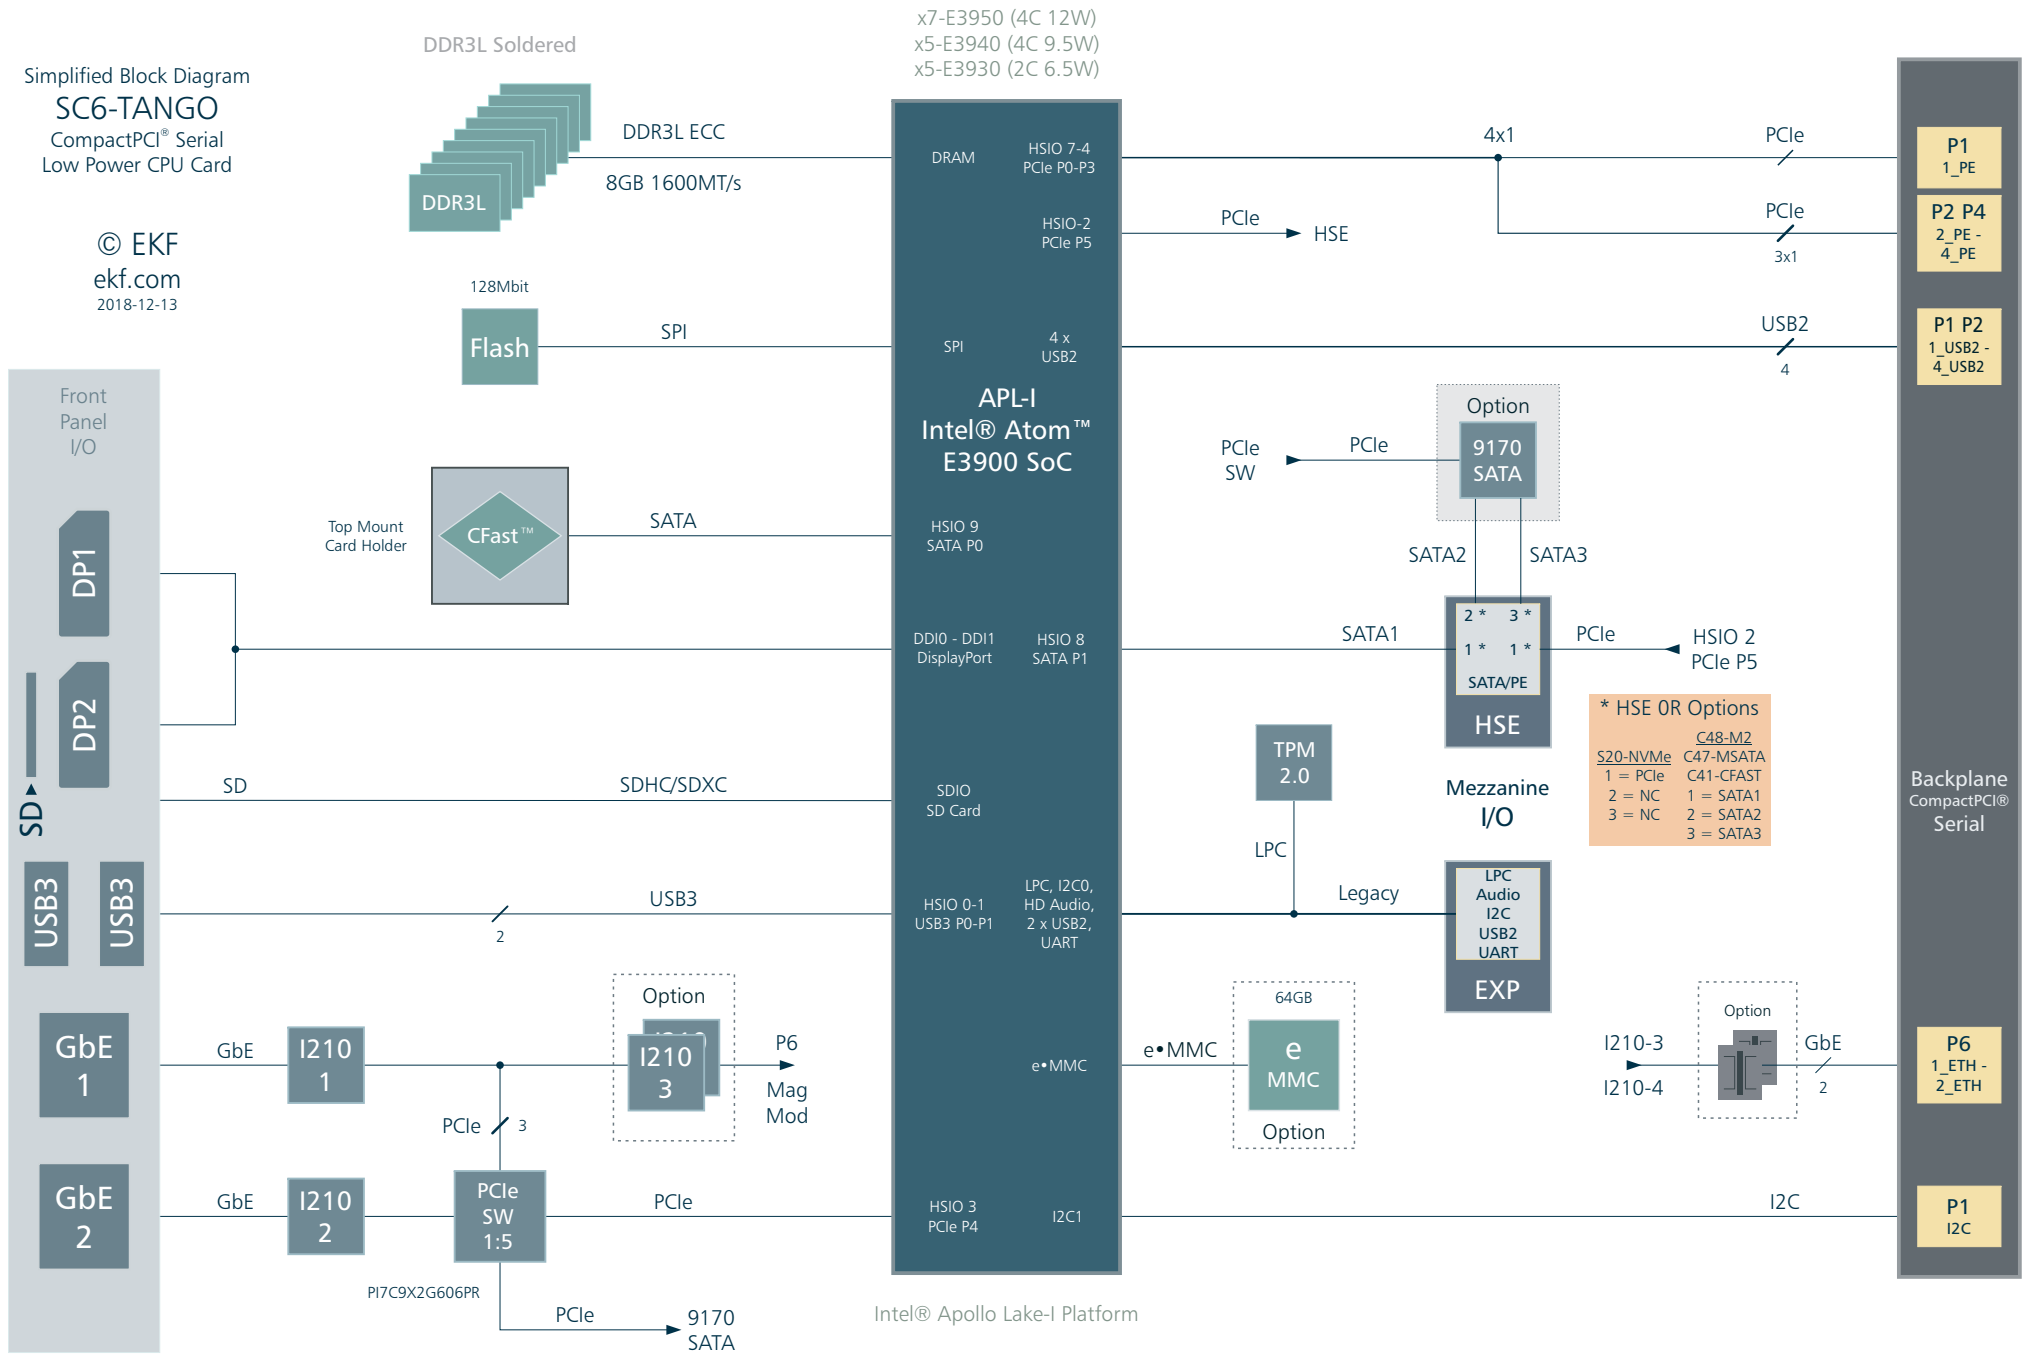 Simplified Block Diagram
SC6-TANGO
CompactPCI® Serial
Low Power CPU Card
© EKF
ekf.com
2018-12-13
DDR3L Soldered
DDR3L
DDR3L ECC
8GB 1600MT/s
128Mbit
Flash
SPI
Top Mount
Card Holder
CFast™
SATA
x7-E3950 (4C 12W)
x5-E3940 (4C 9.5W)
x5-E3930 (2C 6.5W)
DRAM
HSIO 7-4
PCIe P0-P3
HSIO-2
PCIe P5
SPI
4 x
USB2
APL-I
Intel® Atom™
E3900 SoC
HSIO 9
SATA P0
DDI0 - DDI1
DisplayPort
HSIO 8
SATA P1
SDIO
SD Card
HSIO 0-1
USB3 P0-P1
LPC, I2C0,
HD Audio,
2 x USB2,
UART
e•MMC
HSIO 3
PCIe P4
I2C1
Intel® Apollo Lake-I Platform
Front
Panel
I/O
DP1
DP2
SD
USB3
USB3
GbE
1
GbE
2
SD
SDHC/SDXC
USB3
2
GbE
I210
1
Option
I210
3
P6
Mag
Mod
PCIe
3
GbE
I210
2
PCIe
SW
1:5
PCIe
PI7C9X2G606PR
PCIe
9170
SATA
4x1
PCIe
PCIe
HSE
PCIe
3x1
USB2
4
Option
9170
SATA
PCIe
SW
PCIe
SATA2
SATA3
SATA1
2 *
3 *
1 *
1 *
SATA/PE
HSE
PCIe
HSIO 2
PCIe P5
* HSE 0R Options
S20-NVMe
1 = PCIe
2 = NC
3 = NC
C48-M2
C47-MSATA
C41-CFAST
1 = SATA1
2 = SATA2
3 = SATA3
TPM
2.0
LPC
Mezzanine
I/O
Legacy
LPC
Audio
I2C
USB2
UART
EXP
64GB
e•MMC
e
MMC
Option
I210-3
I210-4
Option
GbE
2
I2C
P1
1_PE
P2 P4
2_PE -
4_PE
P1 P2
1_USB2 -
4_USB2
Backplane
CompactPCI®
Serial
P6
1_ETH -
2_ETH
P1
I2C